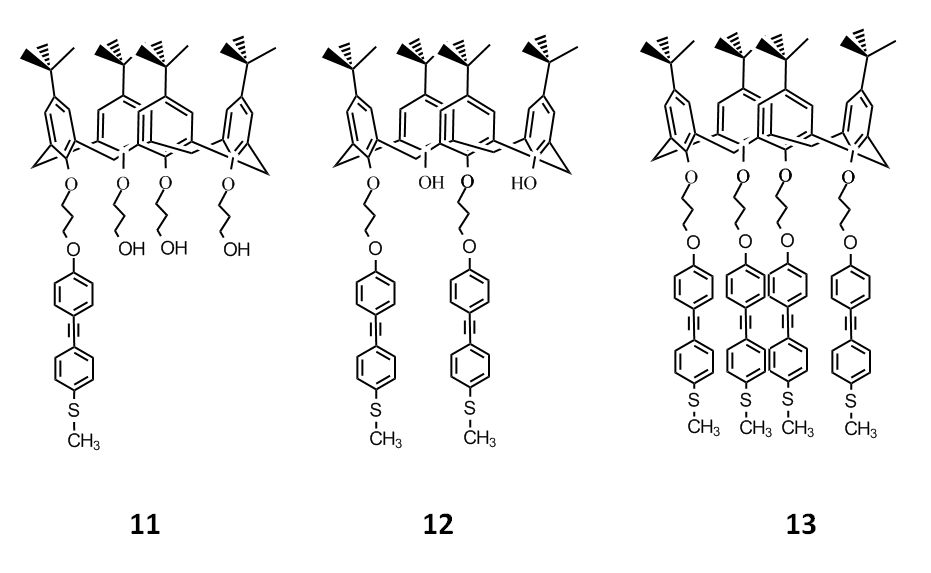 O O O O O OH O HO O O O O
OH OH OH
O O O O O O O
S S S S S S S
CH₃ CH₃ CH₃ CH₃ CH₃ CH₃ CH₃
11 12 13